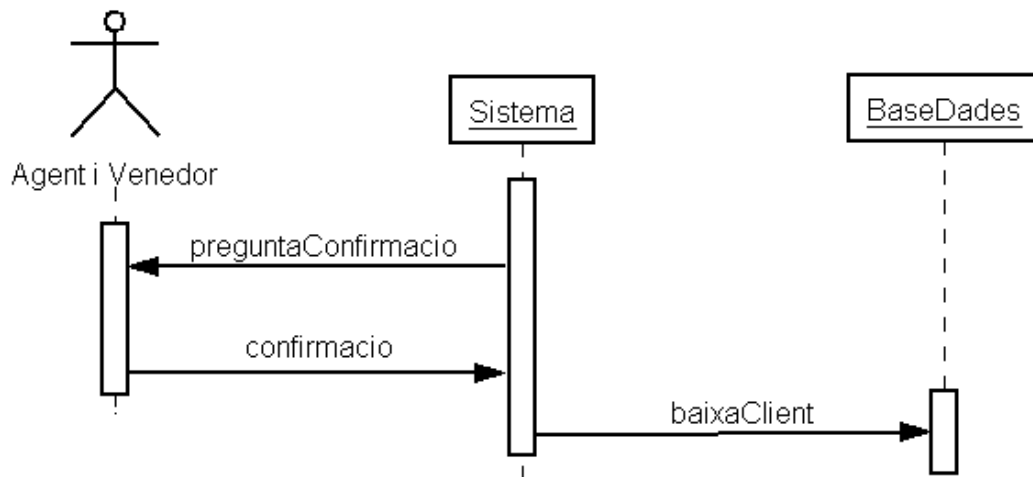 Sistema
BaseDades
Agent i Venedor
preguntaConfirmacio
confirmacio
baixaClient